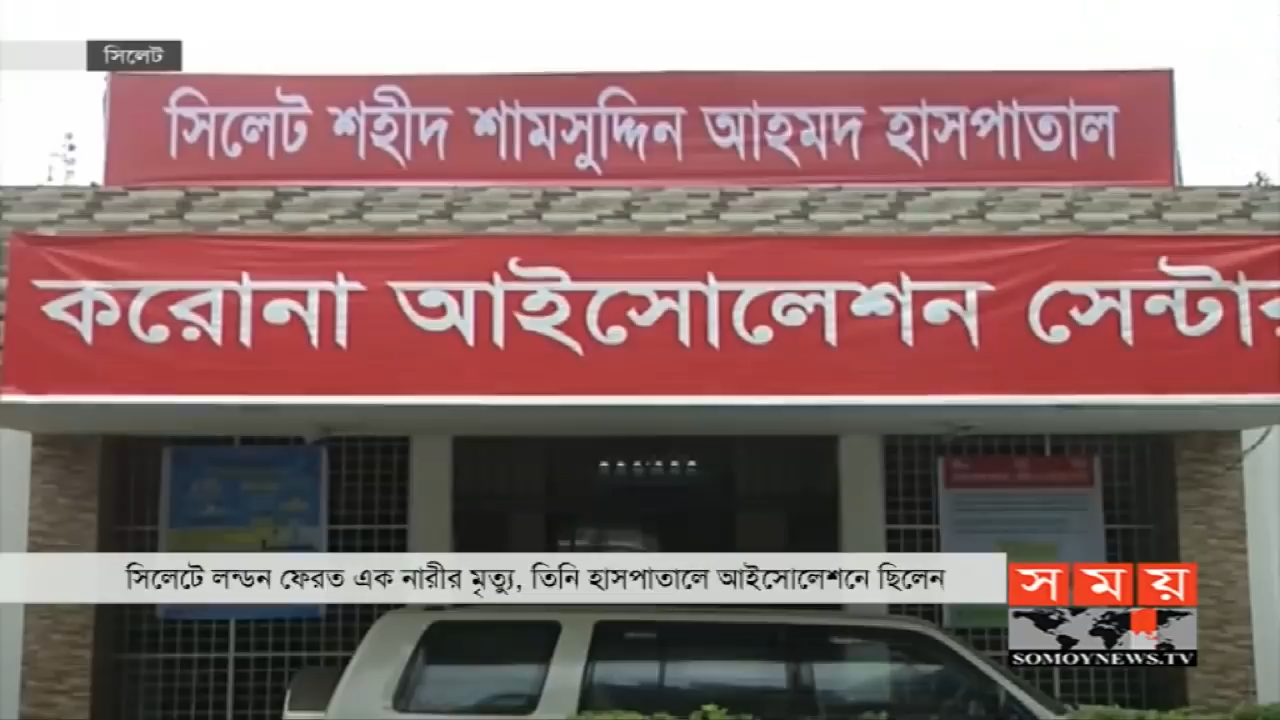 সিলেট
সিলেট শহীদ শামসুদ্দিন আহমদ হাসপাতাল
করোনা আইসোলেশন সেন্টার
সিলেটে লন্ডন ফেরত এক নারীর মৃত্যু, তিনি হাসপাতালে আইসোলেশনে ছিলেন
সময়
SOMOYNEWS.TV